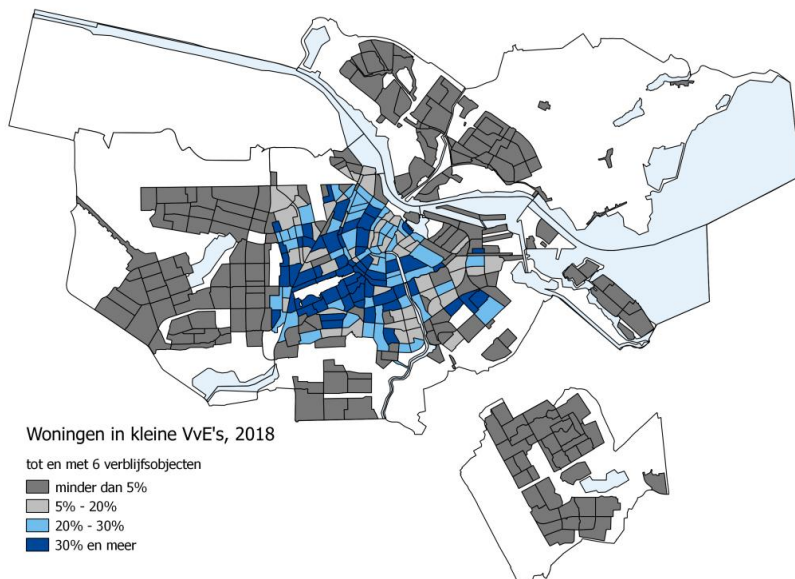 Woningen in kleine VvE's, 2018
tot en met 6 verblijfsobjecten
minder dan 5%
5% - 20%
20% - 30%
30% en meer